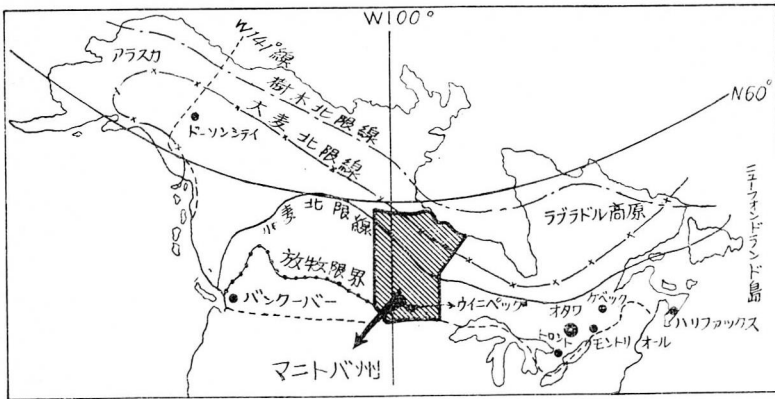 W100°
アラスカ
W141°線
樹木北限線
N60°
大麦北限線
ドーソンシティ
小麦北限線
ラブラドル高原
ニューファンドランド島
放牧限界
バンクーバー
ウイニペッグ
ケベック
オタワ
ハリファックス
トロント
モントリオール
マニトバ州